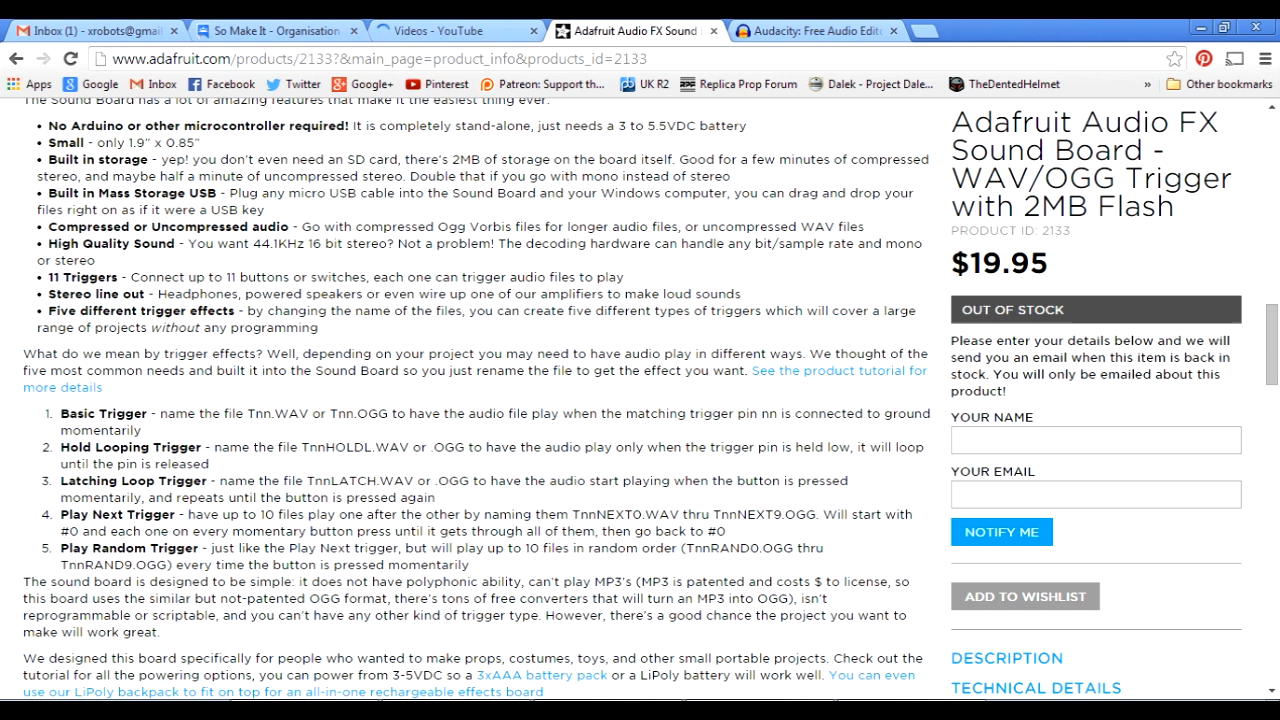 Inbox (1) - xrobots@gmail
So Make It - Organisation
Videos - YouTube
Adafruit Audio FX Sound
Audacity: Free Audio Edito
www.adafruit.com/products/2133?&main_page=product_info&products_id=2133
Apps Google Inbox Facebook Twitter Google+ Pinterest Patreon: Support th... UK R2 Replica Prop Forum Dalek - Project Dale... TheDentedHelmet » Other bookmarks
The Sound Board has a lot of amazing features that make it the easiest thing ever:
• No Arduino or other microcontroller required! It is completely stand-alone, just needs a 3 to 5.5VDC battery
• Small - only 1.9" x 0.85"
• Built in storage - yep! you don't even need an SD card, there's 2MB of storage on the board itself. Good for a few minutes of compressed
stereo, and maybe half a minute of uncompressed stereo. Double that if you go with mono instead of stereo
• Built in Mass Storage USB - Plug any micro USB cable into the Sound Board and your Windows computer, you can drag and drop your
files right on as if it were a USB key
• Compressed or Uncompressed audio - Go with compressed Ogg Vorbis files for longer audio files, or uncompressed WAV files
• High Quality Sound - You want 44.1KHz 16 bit stereo? Not a problem! The decoding hardware can handle any bit/sample rate and mono
or stereo
• 11 Triggers - Connect up to 11 buttons or switches, each one can trigger audio files to play
• Stereo line out - Headphones, powered speakers or even wire up one of our amplifiers to make loud sounds
• Five different trigger effects - by changing the name of the files, you can create five different types of triggers which will cover a large
range of projects without any programming
What do we mean by trigger effects? Well, depending on your project you may need to have audio play in different ways. We thought of the
five most common needs and built it into the Sound Board so you just rename the file to get the effect you want. See the product tutorial for
more details
1. Basic Trigger - name the file Tnn.WAV or Tnn.OGG to have the audio file play when the matching trigger pin nn is connected to ground
momentarily
2. Hold Looping Trigger - name the file TnnHOLDL.WAV or .OGG to have the audio play only when the trigger pin is held low, it will loop
until the pin is released
3. Latching Loop Trigger - name the file TnnLATCH.WAV or .OGG to have the audio start playing when the button is pressed
momentarily, and repeats until the button is pressed again
4. Play Next Trigger - have up to 10 files play one after the other by naming them TnnNEXT0.WAV thru TnnNEXT9.OGG. Will start with
#0 and each one on every momentary button press until it gets through all of them, then go back to #0
5. Play Random Trigger - just like the Play Next trigger, but will play up to 10 files in random order (TnnRAND0.OGG thru
TnnRAND9.OGG) every time the button is pressed momentarily
The sound board is designed to be simple: it does not have polyphonic ability, can't play MP3's (MP3 is patented and costs $ to license, so
this board uses the similar but not-patented OGG format, there's tons of free converters that will turn an MP3 into OGG), isn't
reprogrammable or scriptable, and you can't have any other kind of trigger type. However, there's a good chance the project you want to
make will work great.
We designed this board specifically for people who wanted to make props, costumes, toys, and other small portable projects. Check out the
tutorial for all the powering options, you can power from 3-5VDC so a 3xAAA battery pack or a LiPoly battery will work well. You can even
use our LiPoly backpack to fit on top for an all-in-one rechargeable effects board
Adafruit Audio FX
Sound Board -
WAV/OGG Trigger
with 2MB Flash
PRODUCT ID: 2133
$19.95
OUT OF STOCK
Please enter your details below and we will
send you an email when this item is back in
stock. You will only be emailed about this
product!
YOUR NAME
YOUR EMAIL
NOTIFY ME
ADD TO WISHLIST
DESCRIPTION
TECHNICAL DETAILS